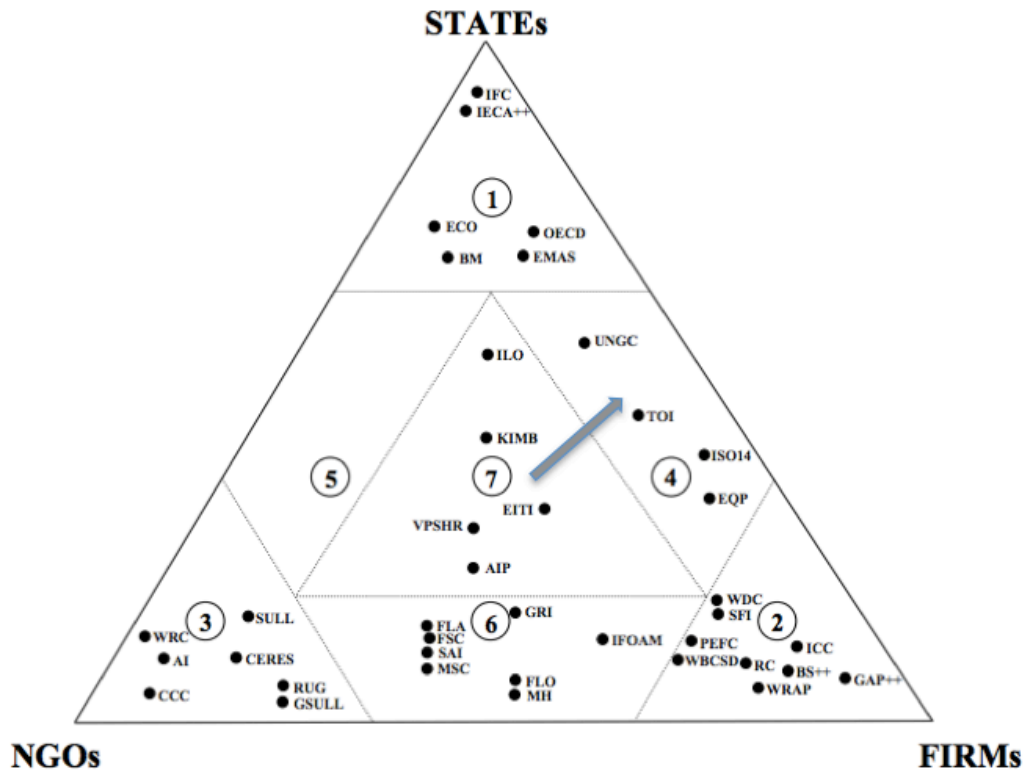 STATEs
IFC
IECA++
1
ECO
OECD
BM
EMAS
UNGC
ILO
TOI
KIMB
ISO14
5
7
4
EQP
EITI
VPSHR
AIP
WDC
GRI
SFI
3
SULL
6
2
FLA
WRC
FSC
IFOAM
PEFC
ICC
SAI
AI
CERES
WBCSD
RC
MSC
BS++
GAP++
FLO
RUG
WRAP
CCC
MH
GSULL
NGOs
FIRMs